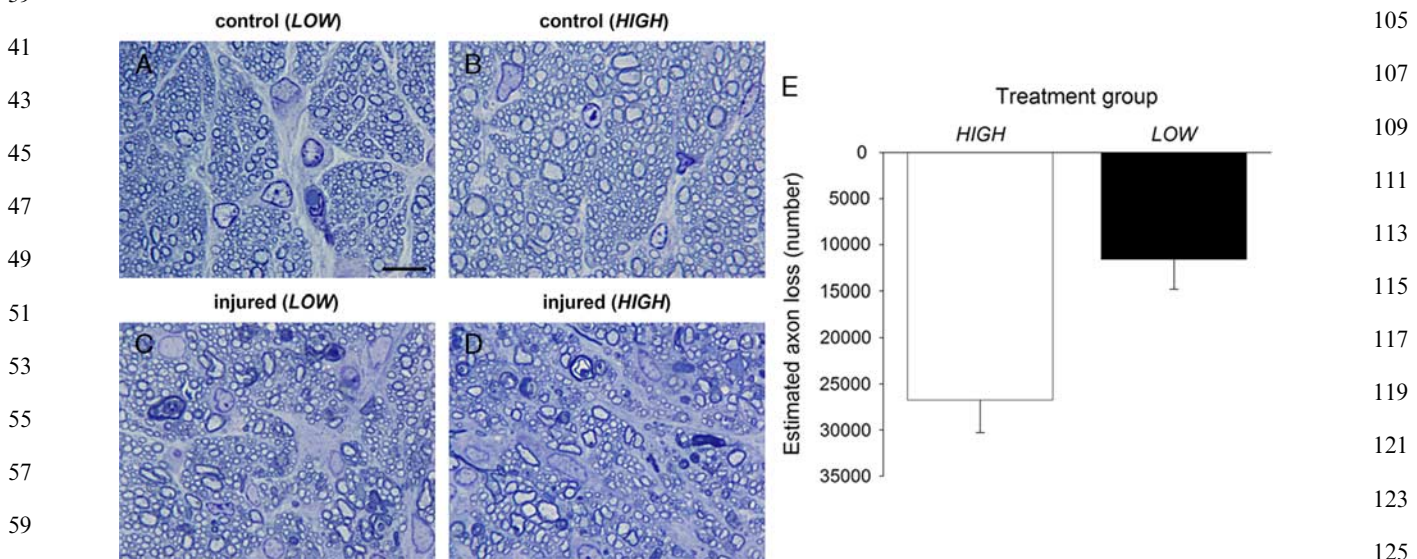 39
control (LOW)
control (HIGH)
105
41
A
B
107
43
E
Treatment group
109
45
HIGH
LOW
0
111
47
5000
10000
113
49
15000
115
injured (LOW)
injured (HIGH)
51
20000
117
C
D
53
25000
119
55
30000
121
57
35000
123
59
125
Estimated axon loss (number)